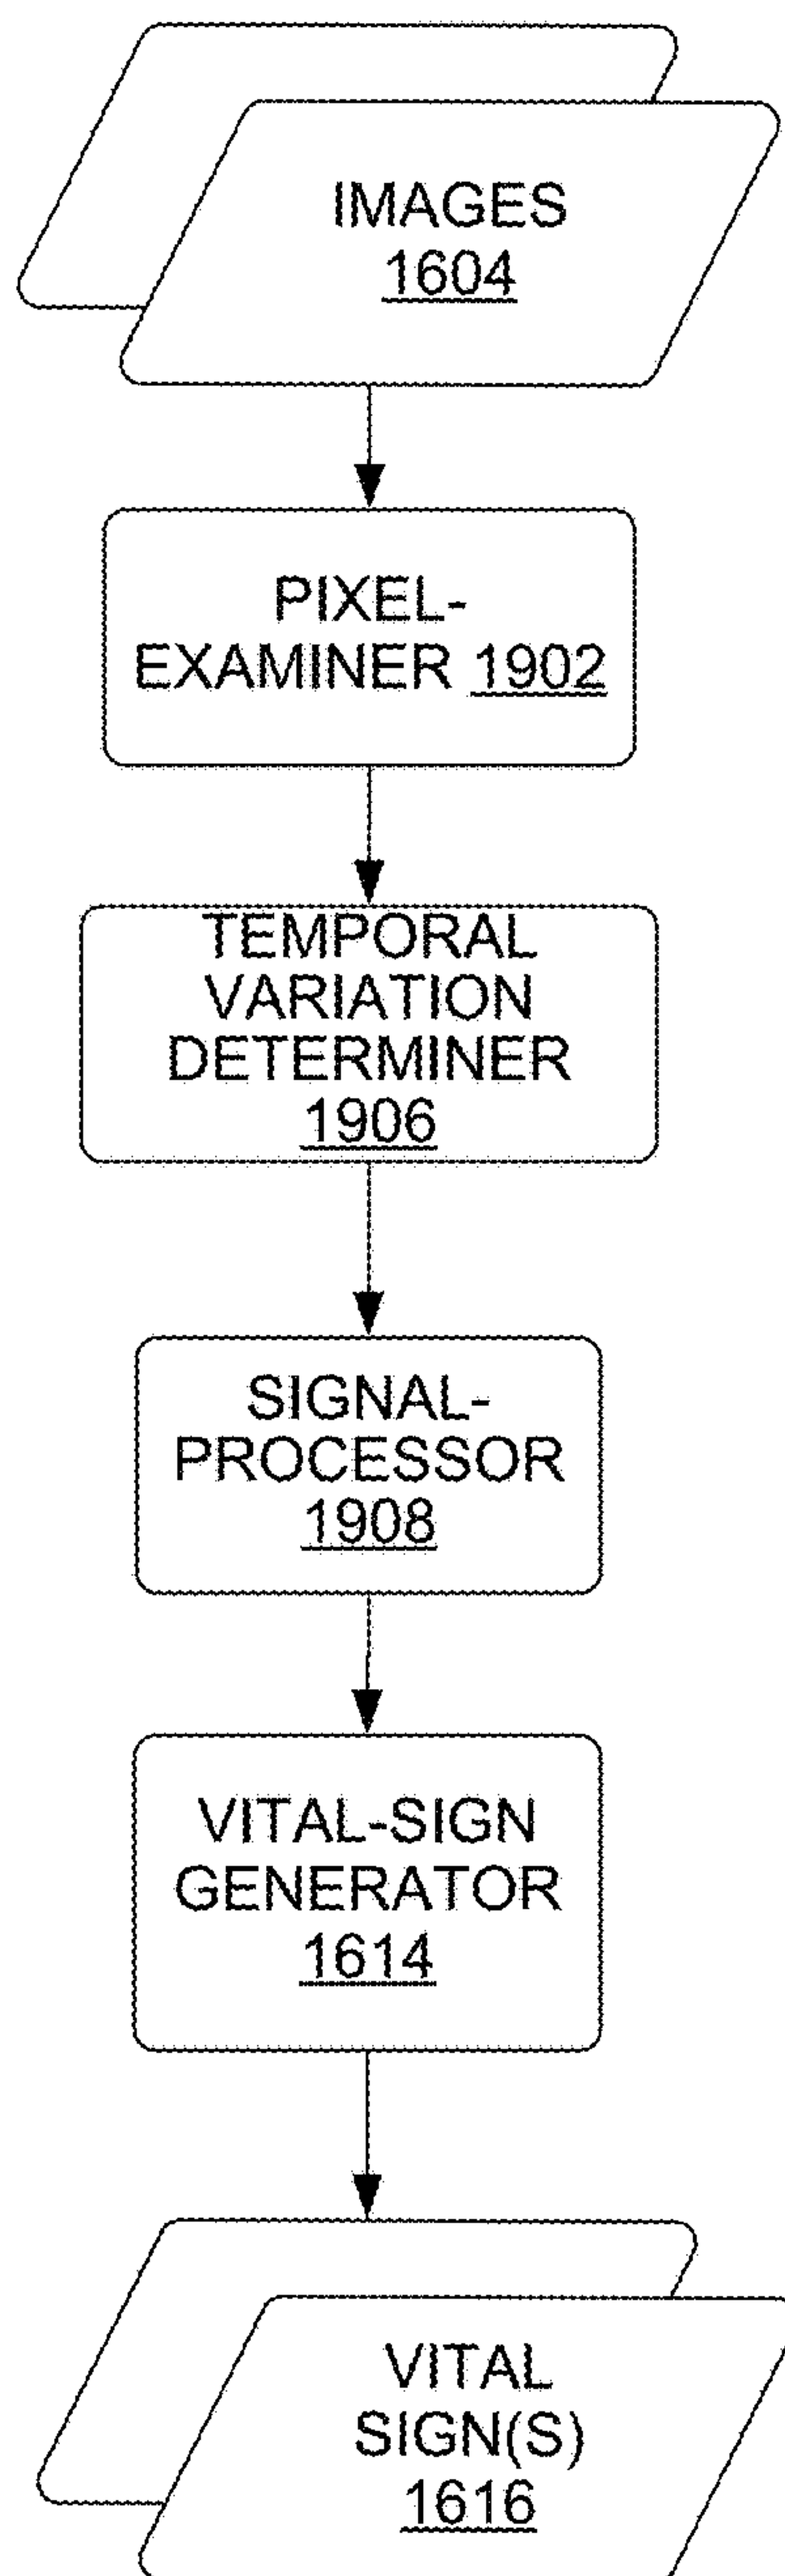 IMAGES
1604
PIXEL-
EXAMINER 1902
TEMPORAL
VARIATION
DETERMINER
1906
SIGNAL-
PROCESSOR
1908
VITAL-SIGN
GENERATOR
1614
VITAL
SIGN(S)
1616